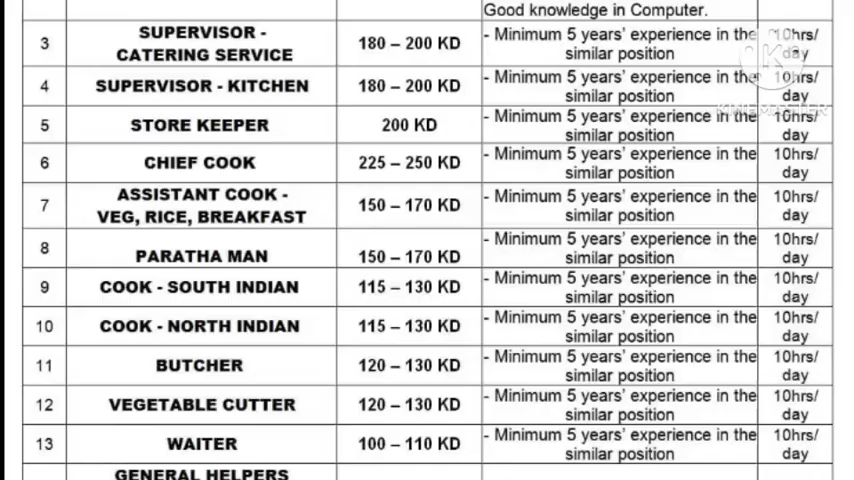 Good knowledge in Computer.
3 SUPERVISOR - CATERING SERVICE 180 – 200 KD - Minimum 5 years' experience in the similar position 10hrs/ day
4 SUPERVISOR - KITCHEN 180 – 200 KD - Minimum 5 years' experience in the similar position 10hrs/ day
5 STORE KEEPER 200 KD - Minimum 5 years' experience in the similar position 10hrs/ day
6 CHIEF COOK 225 – 250 KD - Minimum 5 years' experience in the similar position 10hrs/ day
7 ASSISTANT COOK - VEG, RICE, BREAKFAST 150 – 170 KD - Minimum 5 years' experience in the similar position 10hrs/ day
8 PARATHA MAN 150 – 170 KD - Minimum 5 years' experience in the similar position 10hrs/ day
9 COOK - SOUTH INDIAN 115 – 130 KD - Minimum 5 years' experience in the similar position 10hrs/ day
10 COOK - NORTH INDIAN 115 – 130 KD - Minimum 5 years' experience in the similar position 10hrs/ day
11 BUTCHER 120 – 130 KD - Minimum 5 years' experience in the similar position 10hrs/ day
12 VEGETABLE CUTTER 120 – 130 KD - Minimum 5 years' experience in the similar position 10hrs/ day
13 WAITER 100 – 110 KD - Minimum 5 years' experience in the similar position 10hrs/ day
GENERAL HELPERS
K
KINEMASTER